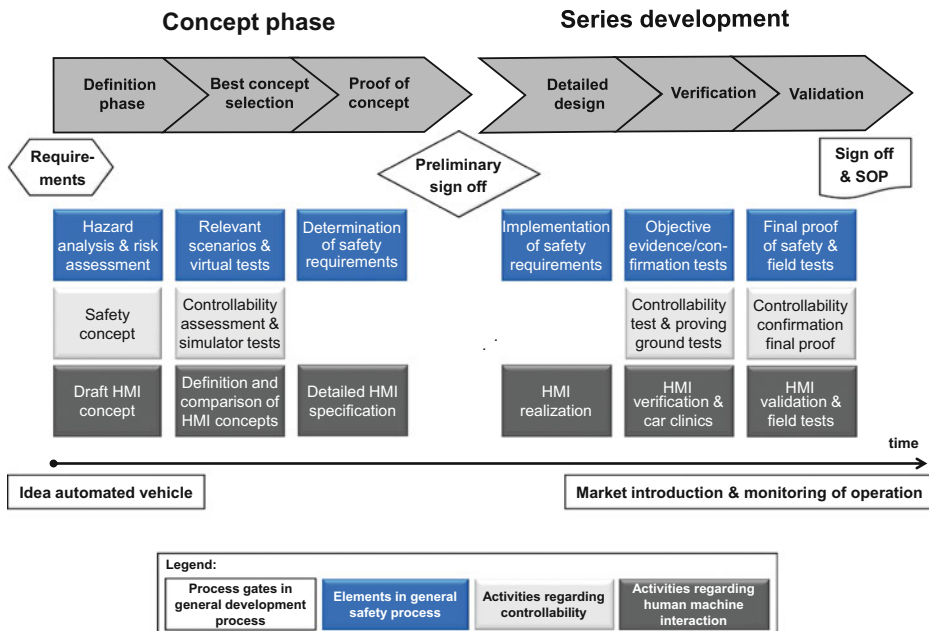 Concept phase
Series development
Definition
phase
Best concept
selection
Proof of
concept
Detailed
design
Verification
Validation
Require-
ments
Preliminary
sign off
Sign off
& SOP
Hazard
analysis & risk
assessment
Relevant
scenarios &
virtual tests
Determination
of safety
requirements
Implementation
of safety
requirements
Objective
evidence/con-
firmation tests
Final proof
of safety &
field tests
Safety
concept
Controllability
assessment &
simulator tests
Controllability
test & proving
ground tests
Controllability
confirmation
final proof
Draft HMI
concept
Definition and
comparison of
HMI concepts
Detailed HMI
specification
HMI
realization
HMI
verification &
car clinics
HMI
validation &
field tests
time
Idea automated vehicle
Market introduction & monitoring of operation
Legend:
Process gates in
general development
process
Elements in general
safety process
Activities regarding
controllability
Activities regarding
human machine
interaction